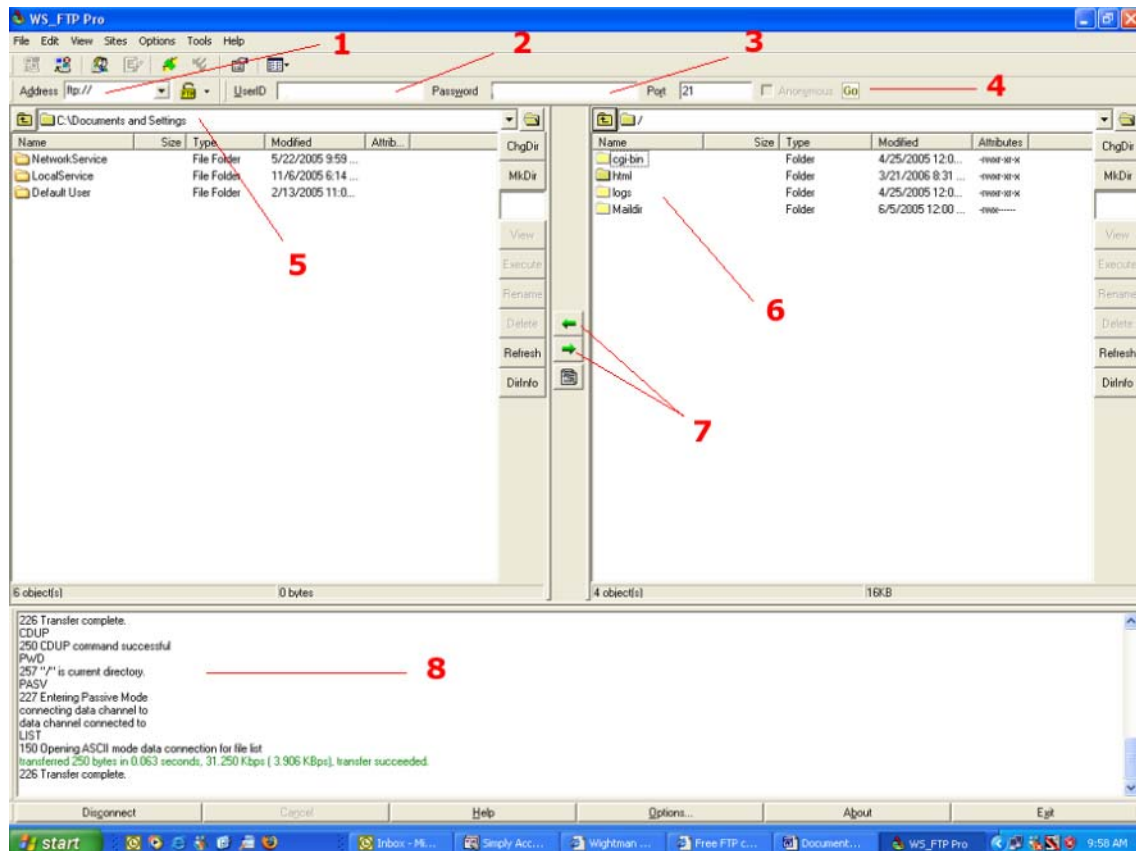 WS_FTP Pro
File Edit View Sites Options Tools Help
1 2 3
Address ftp:// UserID Password Port 21 Anonymous Go 4
C:\Documents and Settings /
Name Size Type Modified Attrib... ChgDir Name Size Type Modified Attributes ChgDir
NetworkService File Folder 5/22/2005 9:59 ... cgi-bin Folder 4/25/2005 12:0... -rwxr-xr-x
LocalService File Folder 11/6/2005 6:14 ... MkDir html Folder 3/21/2006 8:31 ... -rwxr-xr-x MkDir
Default User File Folder 2/13/2005 11:0... logs Folder 4/25/2005 12:0... -rwxr-xr-x
Maildir Folder 6/5/2005 12:00 ... -rwx------
View View
5 Execute Execute
Rename 6 Rename
Delete Delete
Refresh Refresh
DirInfo DirInfo
7
6 object(s) 0 bytes 4 object(s) 16KB
226 Transfer complete.
CDUP
250 CDUP command successful
PWD
257 "/" is current directory.
8
PASV
227 Entering Passive Mode
connecting data channel to
data channel connected to
LIST
150 Opening ASCII mode data connection for file list
transferred 250 bytes in 0.063 seconds, 31.250 Kbps ( 3.906 KBps), transfer succeeded.
226 Transfer complete.
Disconnect Cancel Help Options... About Exit
start Inbox - Mi... Simply Acc... Wightman ... Free FTP c... Document... WS_FTP Pro 9:58 AM